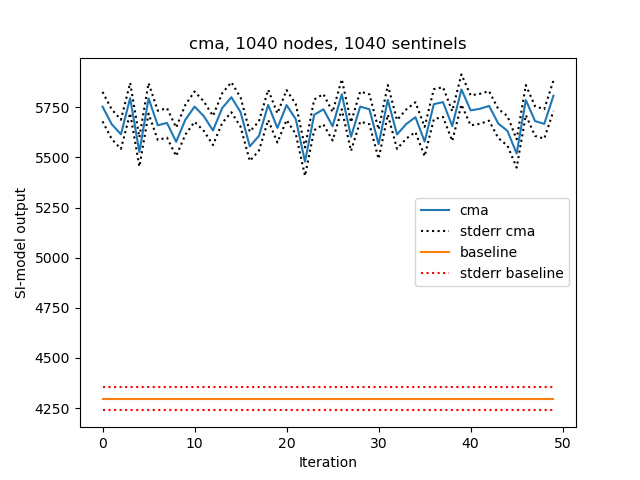 cma, 1040 nodes, 1040 sentinels
SI-model output
5750
5500
5250
5000
4750
4500
4250
cma
stderr cma
baseline
stderr baseline
0
10
20
30
40
50
Iteration